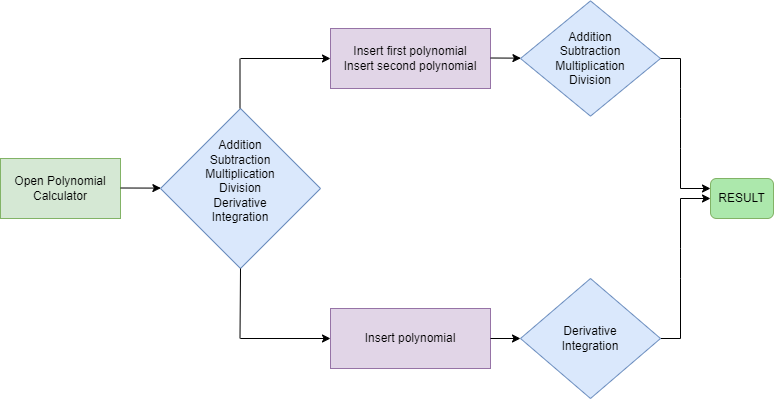 Open Polynomial
Calculator
Addition
Subtraction
Multiplication
Division
Derivative
Integration
Insert first polynomial
Insert second polynomial
Addition
Subtraction
Multiplication
Division
Insert polynomial
Derivative
Integration
RESULT